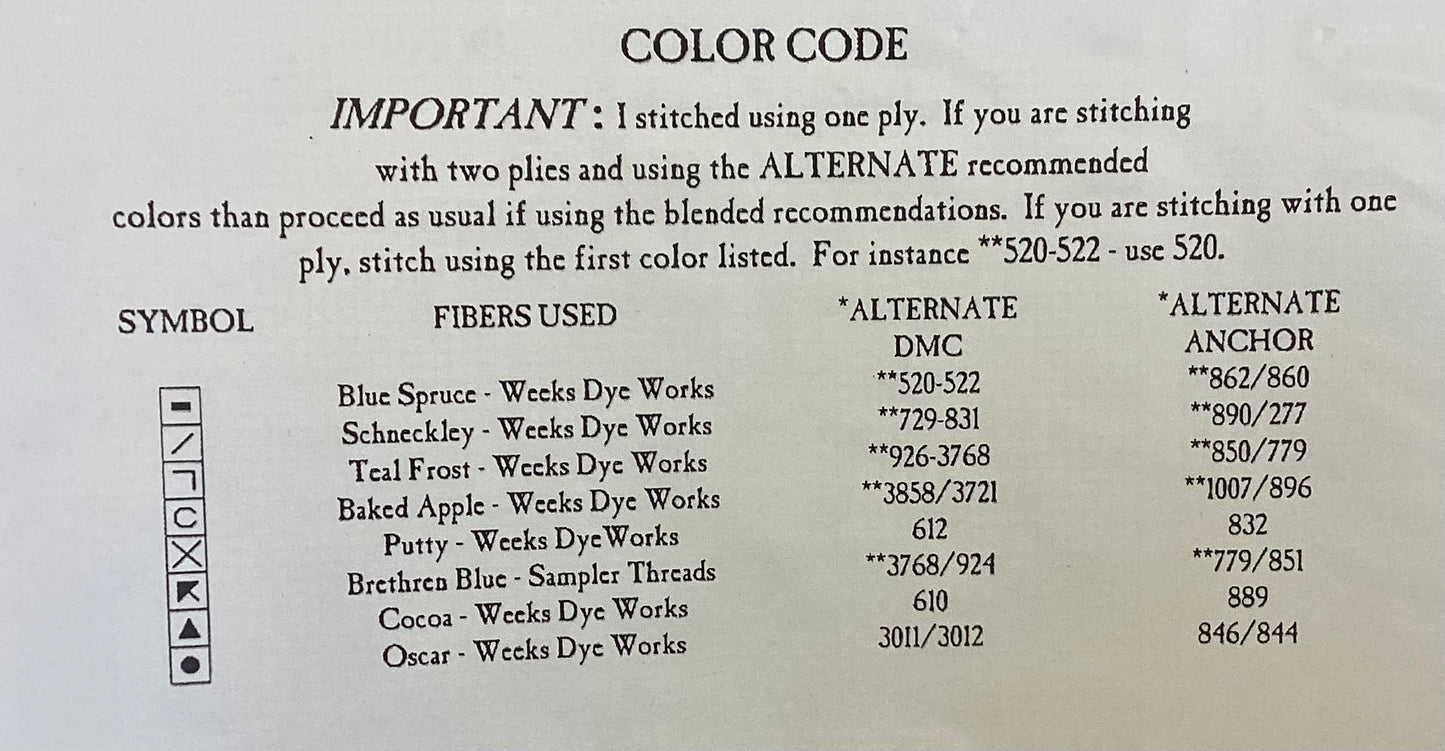 COLOR CODE
IMPORTANT: I stitched using one ply. If you are stitching
with two plies and using the ALTERNATE recommended
colors than proceed as usual if using the blended recommendations. If you are stitching with one
ply. stitch using the first color listed. For instance **520-522 - use 520.
SYMBOL FIBERS USED *ALTERNATE DMC *ALTERNATE ANCHOR
Blue Spruce - Weeks Dye Works **520-522 **862/860
Schneckley - Weeks Dye Works **729-831 **890/277
Teal Frost - Weeks Dye Works **926-3768 **850/779
Baked Apple - Weeks Dye Works **3858/3721 **1007/896
Putty - Weeks DyeWorks 612 832
Brethren Blue - Sampler Threads **3768/924 **779/851
Cocoa - Weeks Dye Works 610 889
Oscar - Weeks Dye Works 3011/3012 846/844